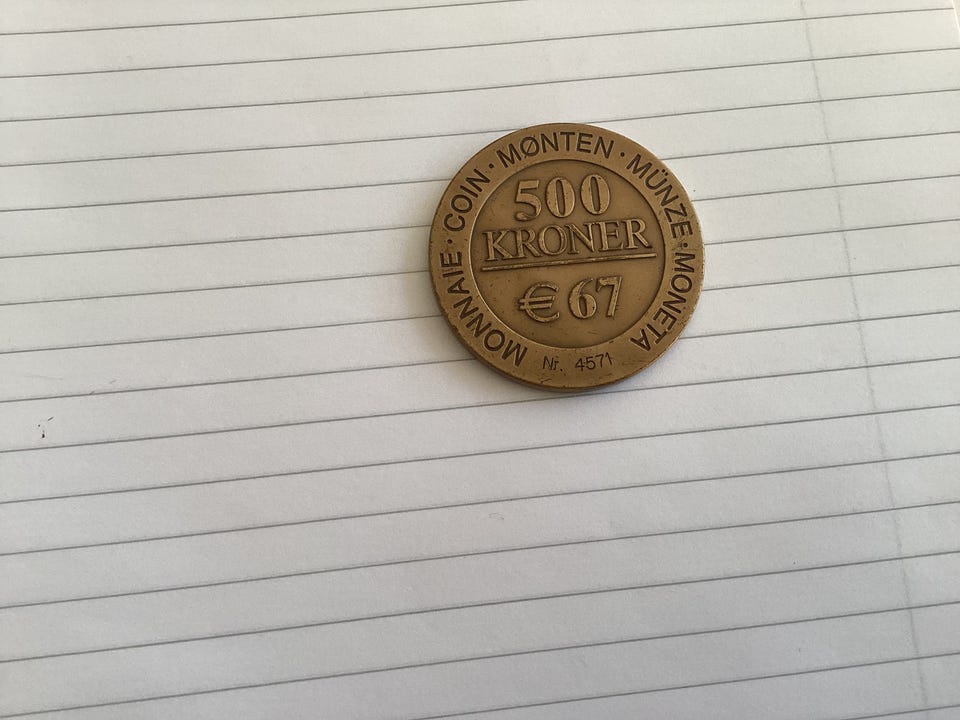 MONNAIE · COIN · MØNTEN · MÜNZE · MONETA
500
KRONER
€ 67
Nr. 4571